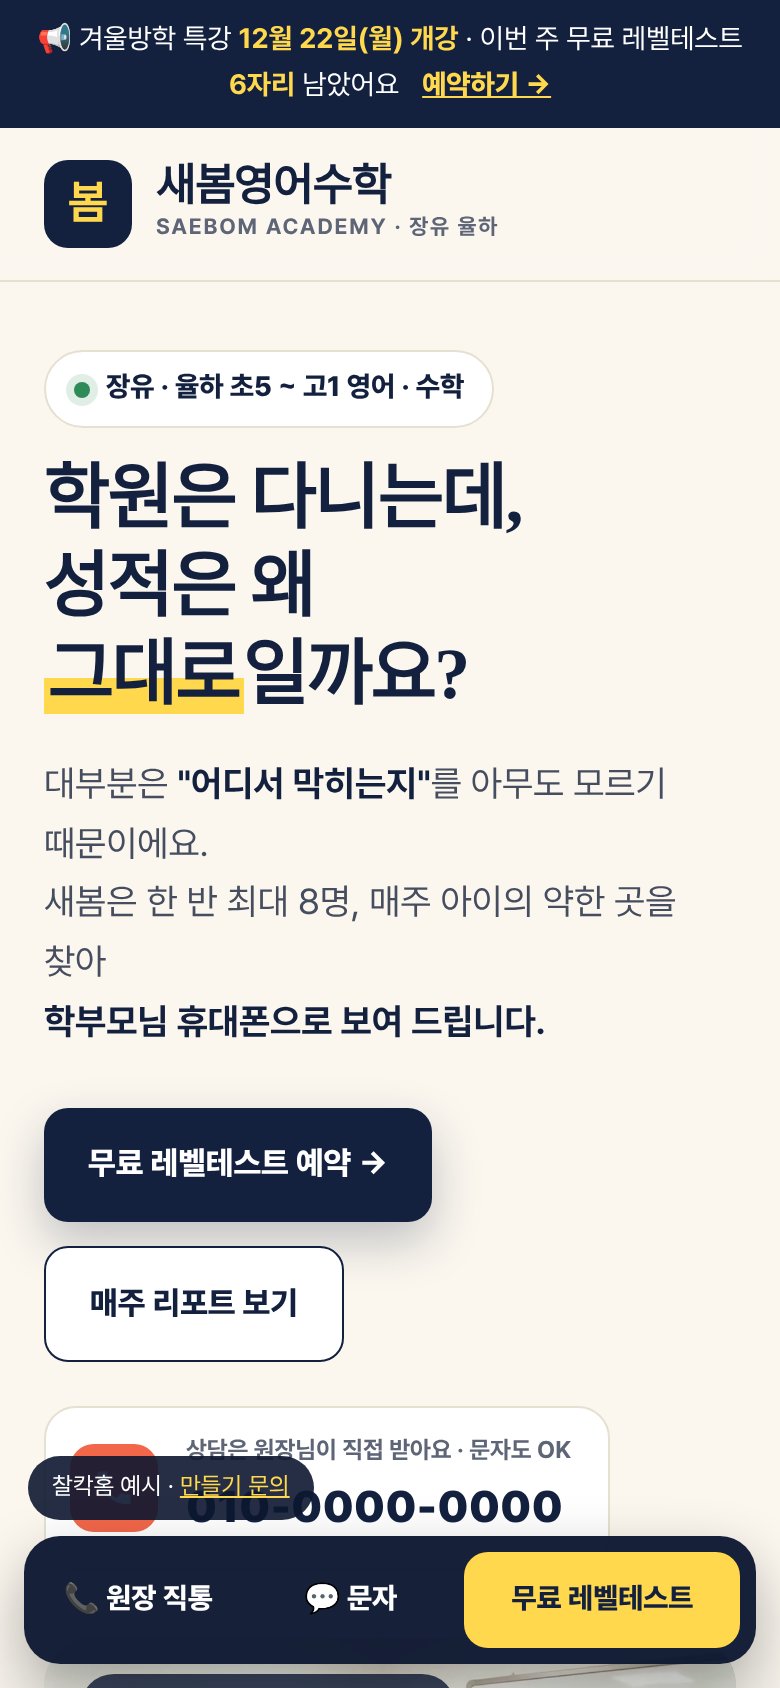 겨울방학 특강 12월 22일(월) 개강 · 이번 주 무료 레벨테스트
6자리 남았어요 예약하기 →
봄
새봄영어수학
SAEBOM ACADEMY · 장유 율하
장유 · 율하 초5 ~ 고1 영어 · 수학
학원은 다니는데,
성적은 왜
그대로일까요?
대부분은 "어디서 막히는지"를 아무도 모르기
때문이에요.
새봄은 한 반 최대 8명, 매주 아이의 약한 곳을
찾아
학부모님 휴대폰으로 보여 드립니다.
무료 레벨테스트 예약 →
매주 리포트 보기
상담은 원장님이 직접 받아요 · 문자도 OK
010-0000-0000
찰칵홈 예시 · 만들기 문의
원장 직통
문자
무료 레벨테스트